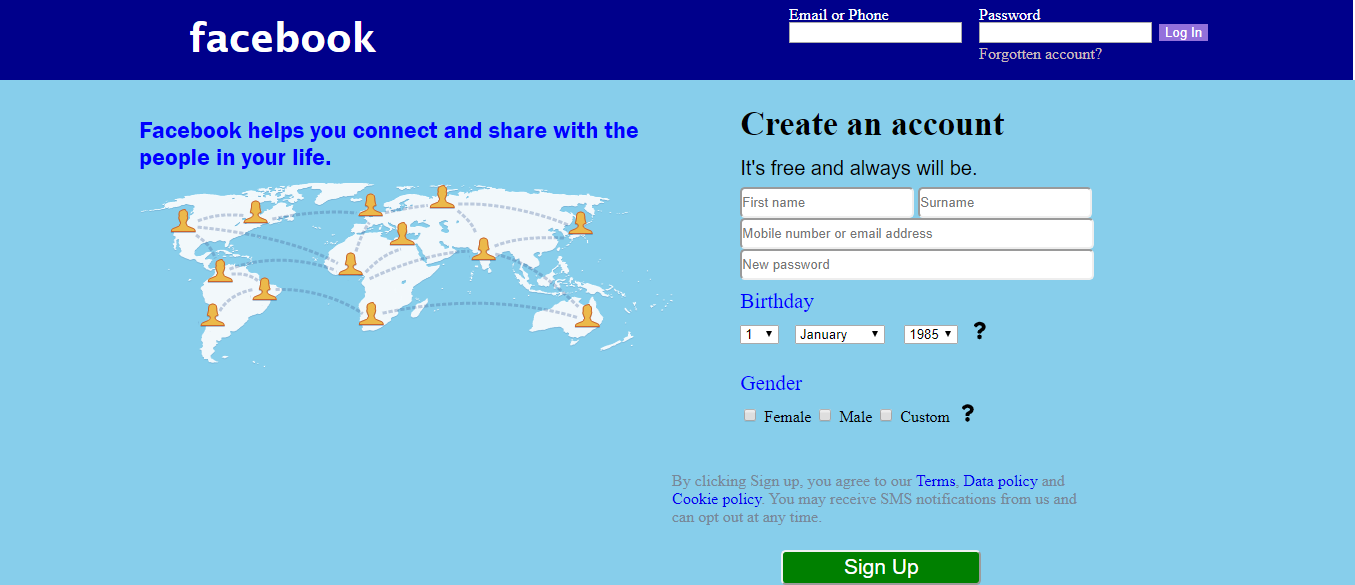 facebook
Email or Phone
Password
Log In
Forgotten account?
Facebook helps you connect and share with the
people in your life.
Create an account
It's free and always will be.
First name
Surname
Mobile number or email address
New password
Birthday
1
January
1985
?
Gender
Female
Male
Custom
?
By clicking Sign up, you agree to our Terms, Data policy and
Cookie policy. You may receive SMS notifications from us and
can opt out at any time.
Sign Up